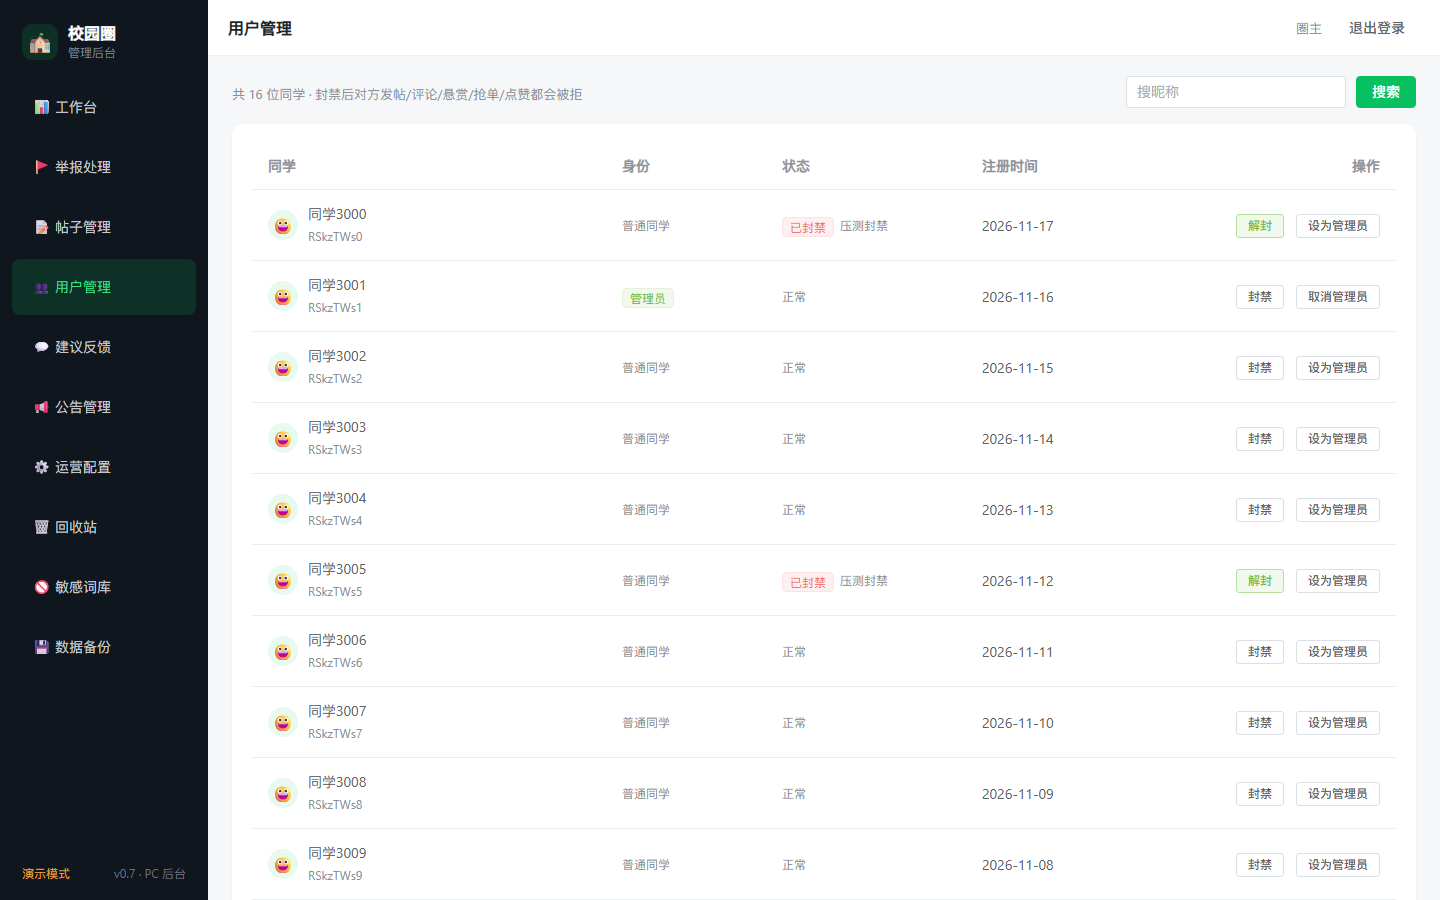 校园圈
管理后台
工作台
举报处理
帖子管理
用户管理
建议反馈
公告管理
运营配置
回收站
敏感词库
数据备份
演示模式 v0.7 · PC 后台
用户管理 圈主 退出登录
共 16 位同学 · 封禁后对方发帖/评论/悬赏/抢单/点赞都会被拒 搜昵称 搜索
同学 身份 状态 注册时间 操作
同学3000
RSkzTWs0 普通同学 已封禁 压测封禁 2026-11-17 解封 设为管理员
同学3001
RSkzTWs1 管理员 正常 2026-11-16 封禁 取消管理员
同学3002
RSkzTWs2 普通同学 正常 2026-11-15 封禁 设为管理员
同学3003
RSkzTWs3 普通同学 正常 2026-11-14 封禁 设为管理员
同学3004
RSkzTWs4 普通同学 正常 2026-11-13 封禁 设为管理员
同学3005
RSkzTWs5 普通同学 已封禁 压测封禁 2026-11-12 解封 设为管理员
同学3006
RSkzTWs6 普通同学 正常 2026-11-11 封禁 设为管理员
同学3007
RSkzTWs7 普通同学 正常 2026-11-10 封禁 设为管理员
同学3008
RSkzTWs8 普通同学 正常 2026-11-09 封禁 设为管理员
同学3009
RSkzTWs9 普通同学 正常 2026-11-08 封禁 设为管理员